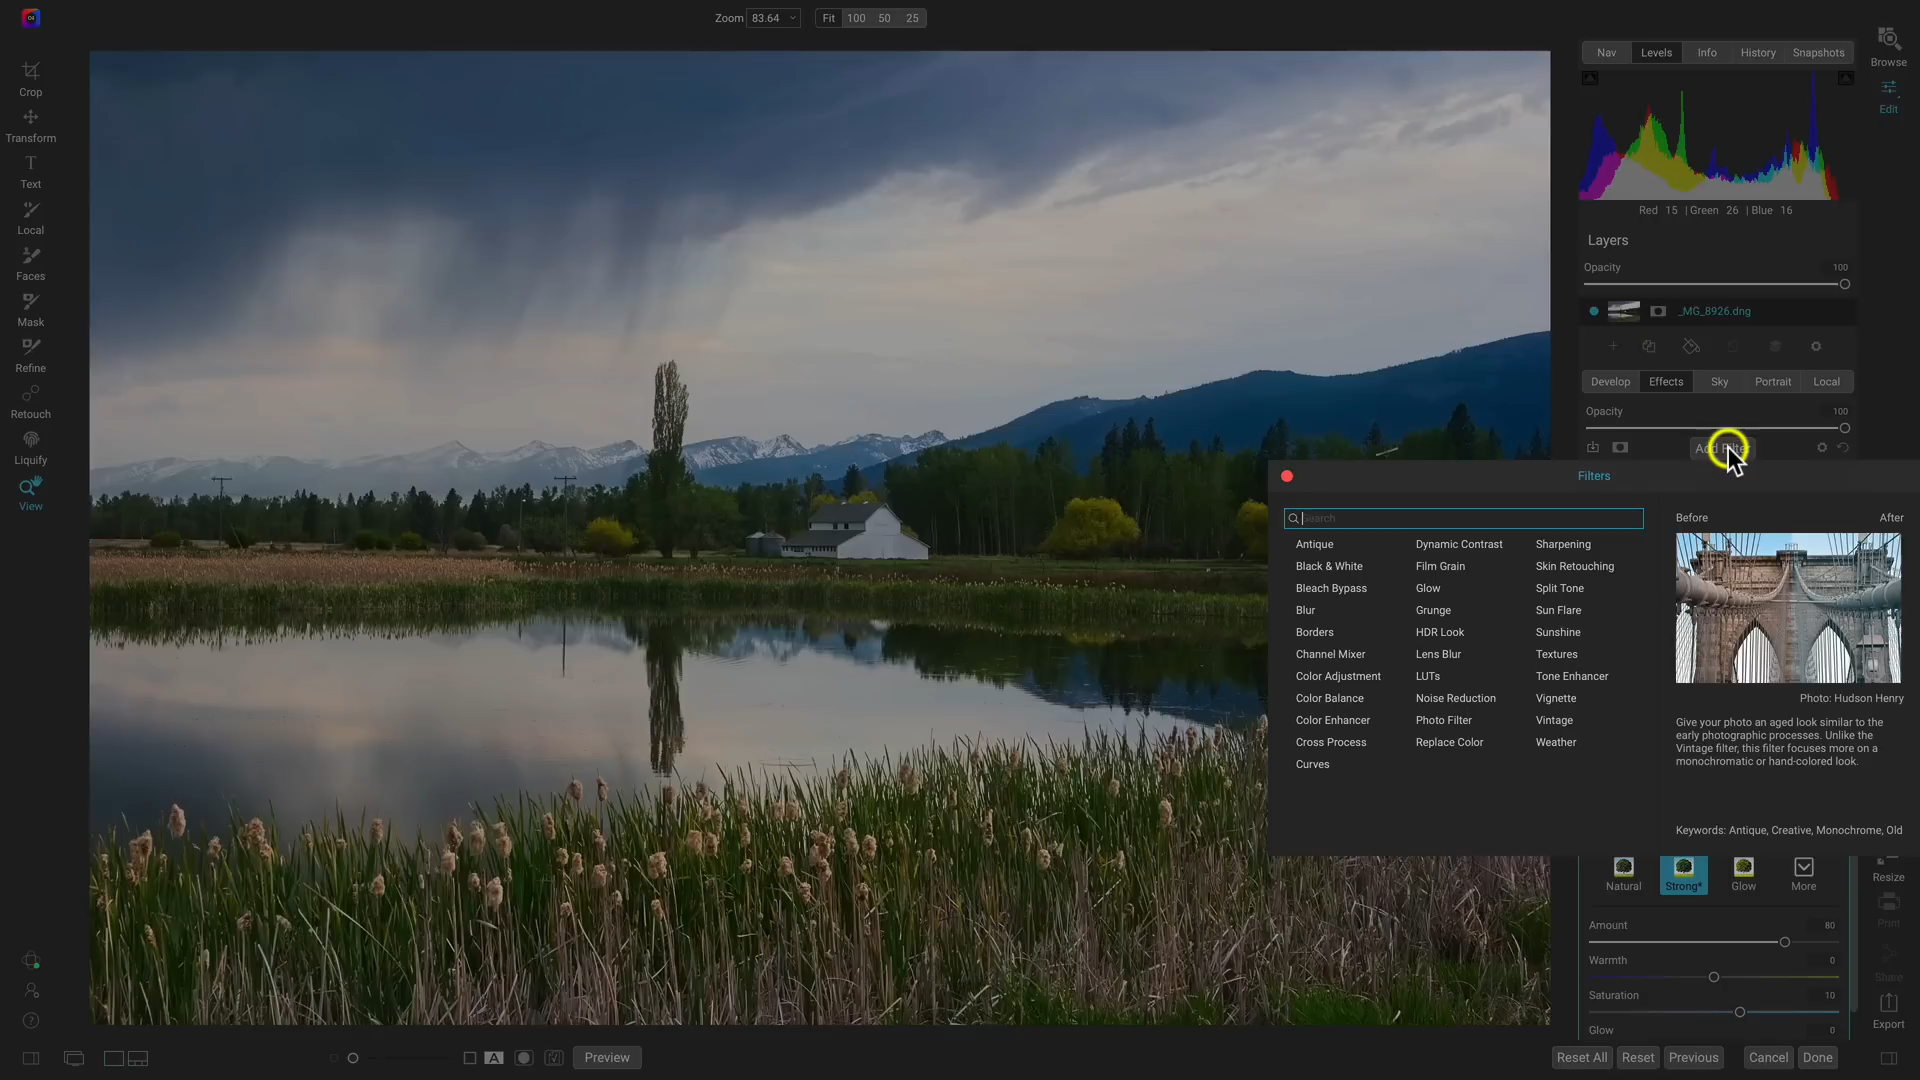 Zoom 83.64 Fit 100 50 25
Crop
Transform
Text
Local
Faces
Mask
Refine
Retouch
Liquify
View
Nav Levels Info History Snapshots
Browse
Edit
Red 15 | Green 26 | Blue 16
Layers
Opacity 100
_MG_8926.dng
Develop Effects Sky Portrait Local
Opacity 100
Add Filter
Filters
Search
Antique
Black & White
Bleach Bypass
Blur
Borders
Channel Mixer
Color Adjustment
Color Balance
Color Enhancer
Cross Process
Curves
Dynamic Contrast
Film Grain
Glow
Grunge
HDR Look
Lens Blur
LUTs
Noise Reduction
Photo Filter
Replace Color
Sharpening
Skin Retouching
Split Tone
Sun Flare
Sunshine
Textures
Tone Enhancer
Vignette
Vintage
Weather
Before After
Photo: Hudson Henry
Give your photo an aged look similar to the
early photographic processes. Unlike the
Vintage filter, this filter focuses more on a
monochromatic or hand-colored look.
Keywords: Antique, Creative, Monochrome, Old
Natural Strong* Glow More
Amount 80
Warmth 0
Saturation 10
Glow 0
Resize
Print
Share
Export
A Preview
Reset All Reset Previous Cancel Done